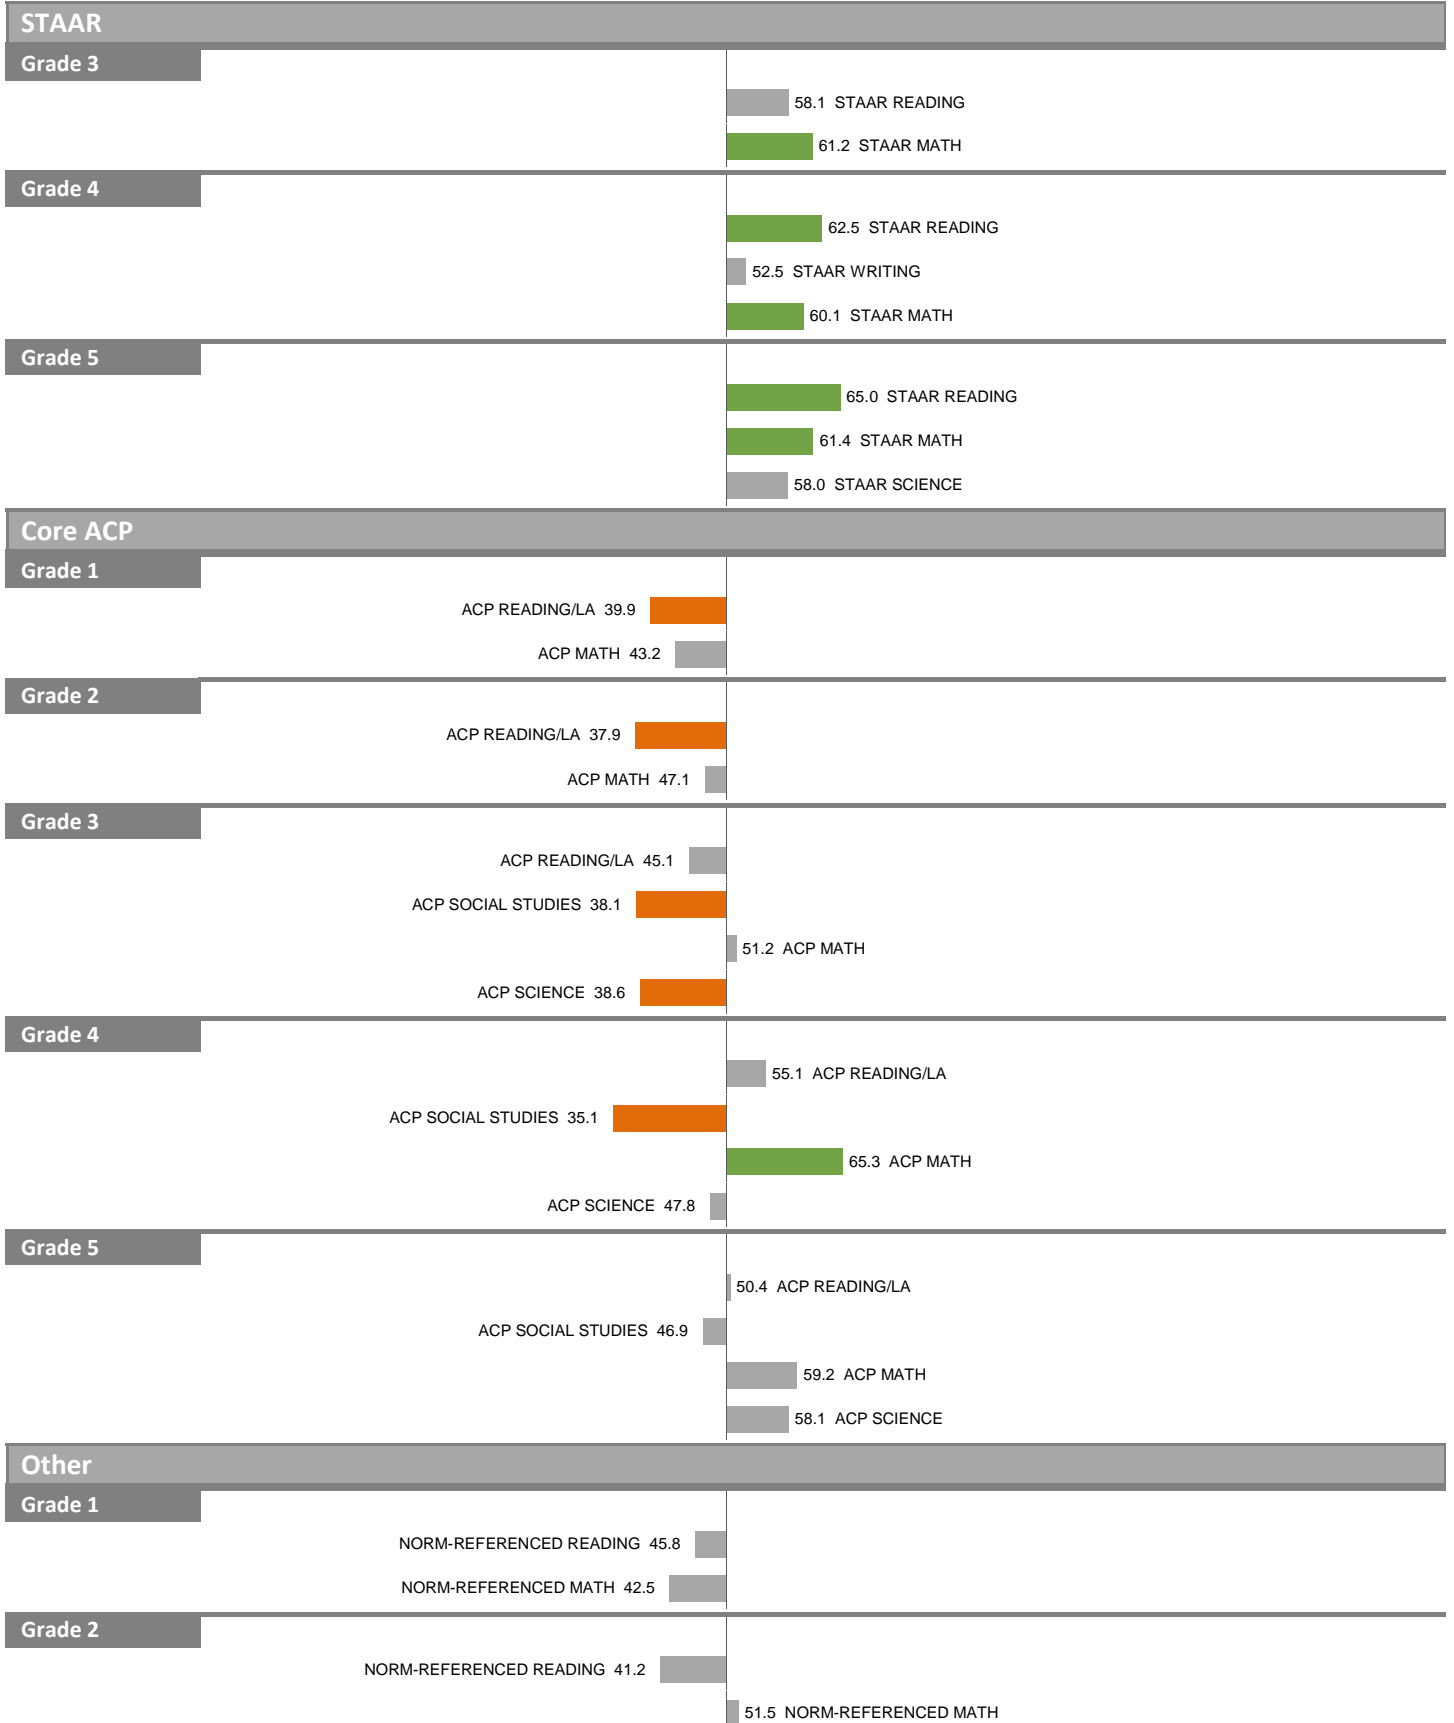 STAAR
Grade 3
58.1 STAAR READING
61.2 STAAR MATH
Grade 4
62.5 STAAR READING
52.5 STAAR WRITING
60.1 STAAR MATH
Grade 5
65.0 STAAR READING
61.4 STAAR MATH
58.0 STAAR SCIENCE
Core ACP
Grade 1
ACP READING/LA 39.9
ACP MATH 43.2
Grade 2
ACP READING/LA 37.9
ACP MATH 47.1
Grade 3
ACP READING/LA 45.1
ACP SOCIAL STUDIES 38.1
51.2 ACP MATH
ACP SCIENCE 38.6
Grade 4
55.1 ACP READING/LA
ACP SOCIAL STUDIES 35.1
65.3 ACP MATH
ACP SCIENCE 47.8
Grade 5
50.4 ACP READING/LA
ACP SOCIAL STUDIES 46.9
59.2 ACP MATH
58.1 ACP SCIENCE
Other
Grade 1
NORM-REFERENCED READING 45.8
NORM-REFERENCED MATH 42.5
Grade 2
NORM-REFERENCED READING 41.2
51.5 NORM-REFERENCED MATH